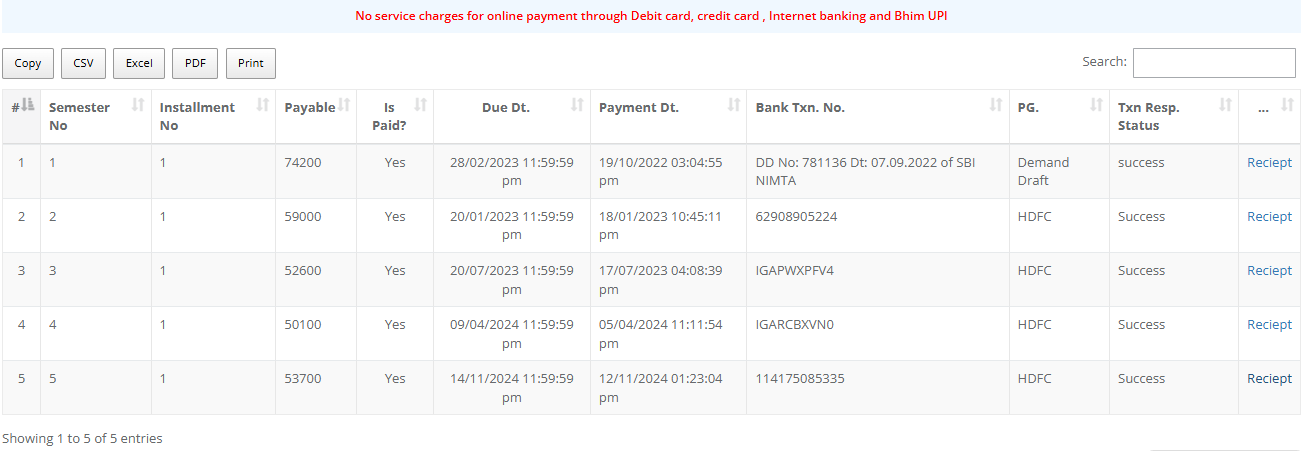 No service charges for online payment through Debit card, credit card , Internet banking and Bhim UPI
Copy CSV Excel PDF Print Search:
# Semester No Installment No Payable Is Paid? Due Dt. Payment Dt. Bank Txn. No. PG. Txn Resp. Status ...
1 1 1 74200 Yes 28/02/2023 11:59:59 pm 19/10/2022 03:04:55 pm DD No: 781136 Dt: 07.09.2022 of SBI NIMTA Demand Draft success Reciept
2 2 1 59000 Yes 20/01/2023 11:59:59 pm 18/01/2023 10:45:11 pm 62908905224 HDFC Success Reciept
3 3 1 52600 Yes 20/07/2023 11:59:59 pm 17/07/2023 04:08:39 pm IGAPWXPFV4 HDFC Success Reciept
4 4 1 50100 Yes 09/04/2024 11:59:59 pm 05/04/2024 11:11:54 pm IGARCBXVN0 HDFC Success Reciept
5 5 1 53700 Yes 14/11/2024 11:59:59 pm 12/11/2024 01:23:04 pm 114175085335 HDFC Success Reciept
Showing 1 to 5 of 5 entries